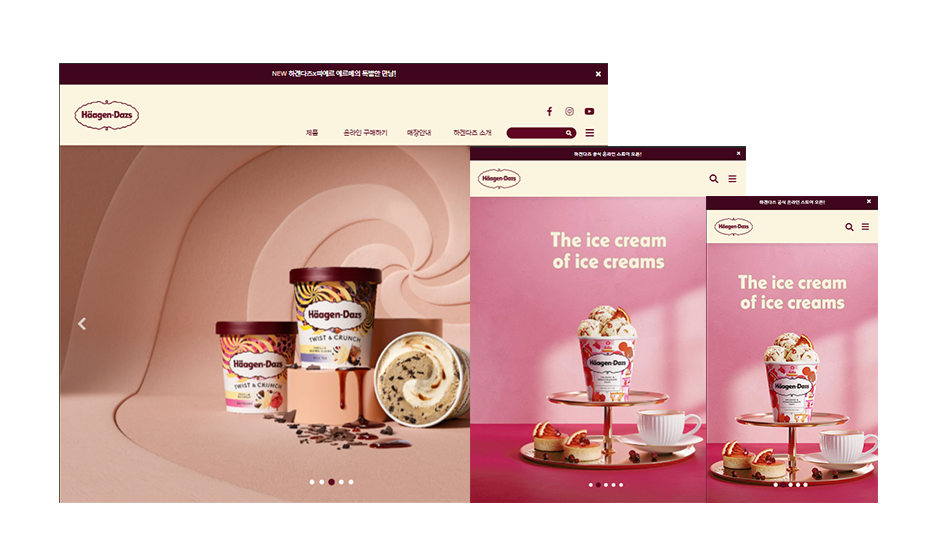 NEW 하겐다즈x피에르 에르메의 특별한 만남!
Häagen-Dazs
제품 온라인 구매하기 매장안내 하겐다즈 소개
Häagen-Dazs
TWIST & CRUNCH
Häagen-Dazs
TWIST & CRUNCH
하겐다즈 공식 온라인 스토어 오픈!
Häagen-Dazs
The ice cream
of ice creams
Häagen-Dazs
하겐다즈 공식 온라인 스토어 오픈!
Häagen-Dazs
The ice cream
of ice creams
Häagen-Dazs